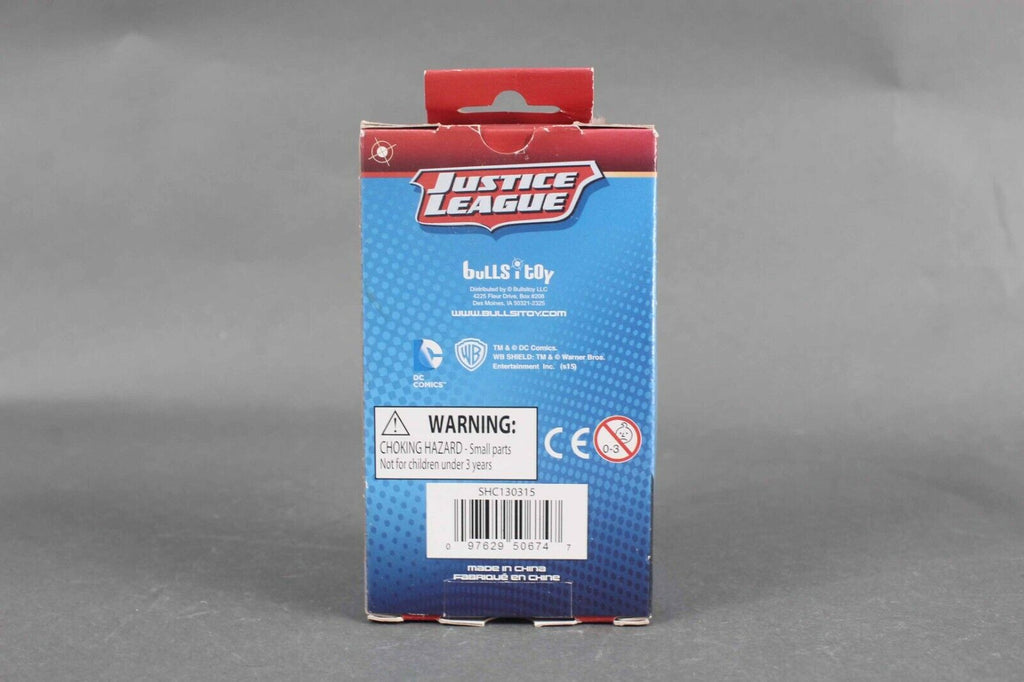 JUSTICE
LEAGUE
bullsitoy
Distributed by © Bullsitoy LLC
4225 Fleur Drive, Box #208
Des Moines, IA 50321-2325
WWW.BULLSITOY.COM
DC
COMICS™
WB
TM & © DC Comics.
WB SHIELD: TM & © Warner Bros.
Entertainment Inc. (s15)
WARNING:
CHOKING HAZARD - Small parts
Not for children under 3 years
CE
0-3
SHC130315
0 97629 50674 7
MADE IN CHINA
FABRIQUÉ EN CHINE